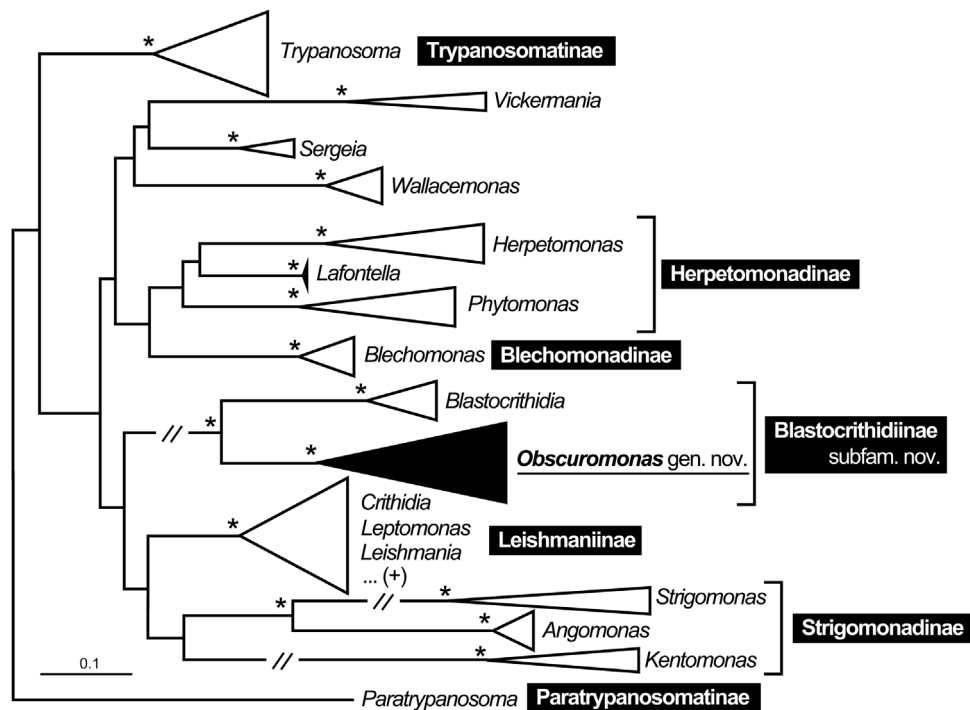 * Trypanosoma Trypanosomatinae
* Vickermania
* Sergeia
* Wallacemonas
* Herpetomonas
* Lafontella
Herpetomonadinae
* Phytomonas
* Blechomonas Blechomonadinae
* Blastocrithidia
* //
Blastocrithidiinae
subfam. nov.
* Obscuromonas gen. nov.
* Crithidia
Leptomonas
Leishmania
... (+)
Leishmaniinae
* // * Strigomonas
* Angomonas
Strigomonadinae
// * Kentomonas
0.1
Paratrypanosoma Paratrypanosomatinae